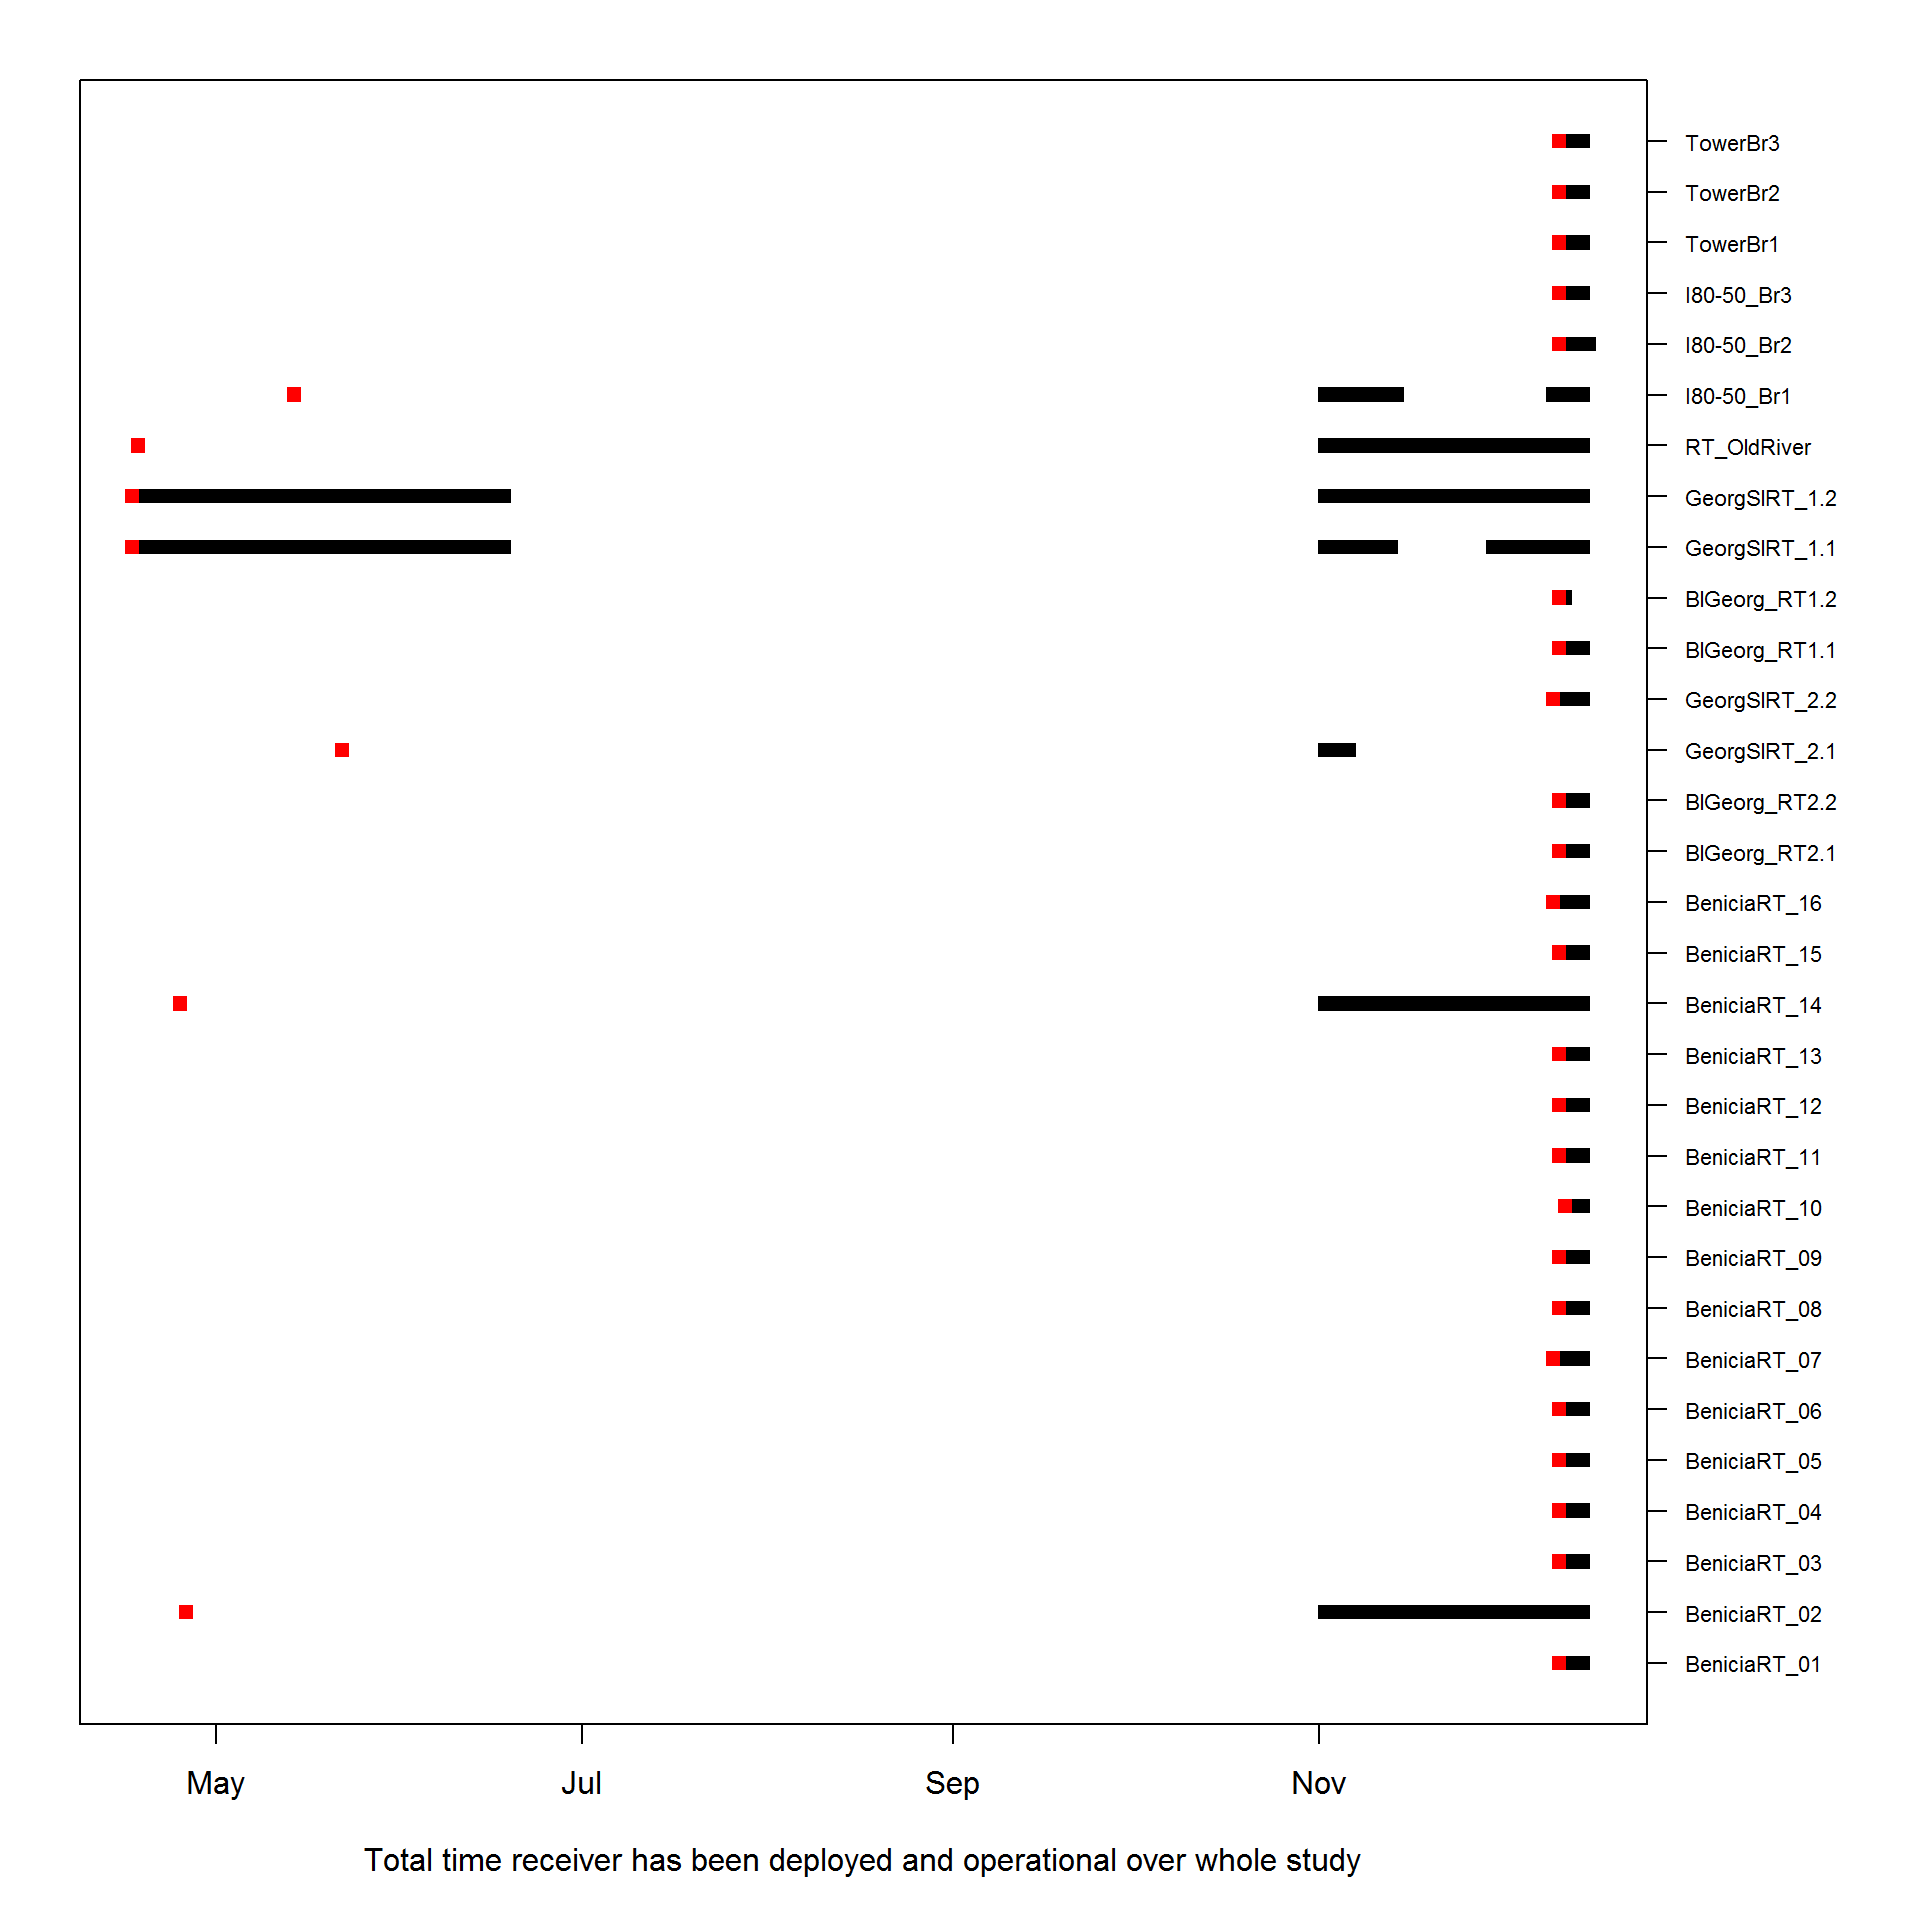 TowerBr3
TowerBr2
TowerBr1
I80-50_Br3
I80-50_Br2
I80-50_Br1
RT_OldRiver
GeorgSlRT_1.2
GeorgSlRT_1.1
BlGeorg_RT1.2
BlGeorg_RT1.1
GeorgSlRT_2.2
GeorgSlRT_2.1
BlGeorg_RT2.2
BlGeorg_RT2.1
BeniciaRT_16
BeniciaRT_15
BeniciaRT_14
BeniciaRT_13
BeniciaRT_12
BeniciaRT_11
BeniciaRT_10
BeniciaRT_09
BeniciaRT_08
BeniciaRT_07
BeniciaRT_06
BeniciaRT_05
BeniciaRT_04
BeniciaRT_03
BeniciaRT_02
BeniciaRT_01
May Jul Sep Nov
Total time receiver has been deployed and operational over whole study